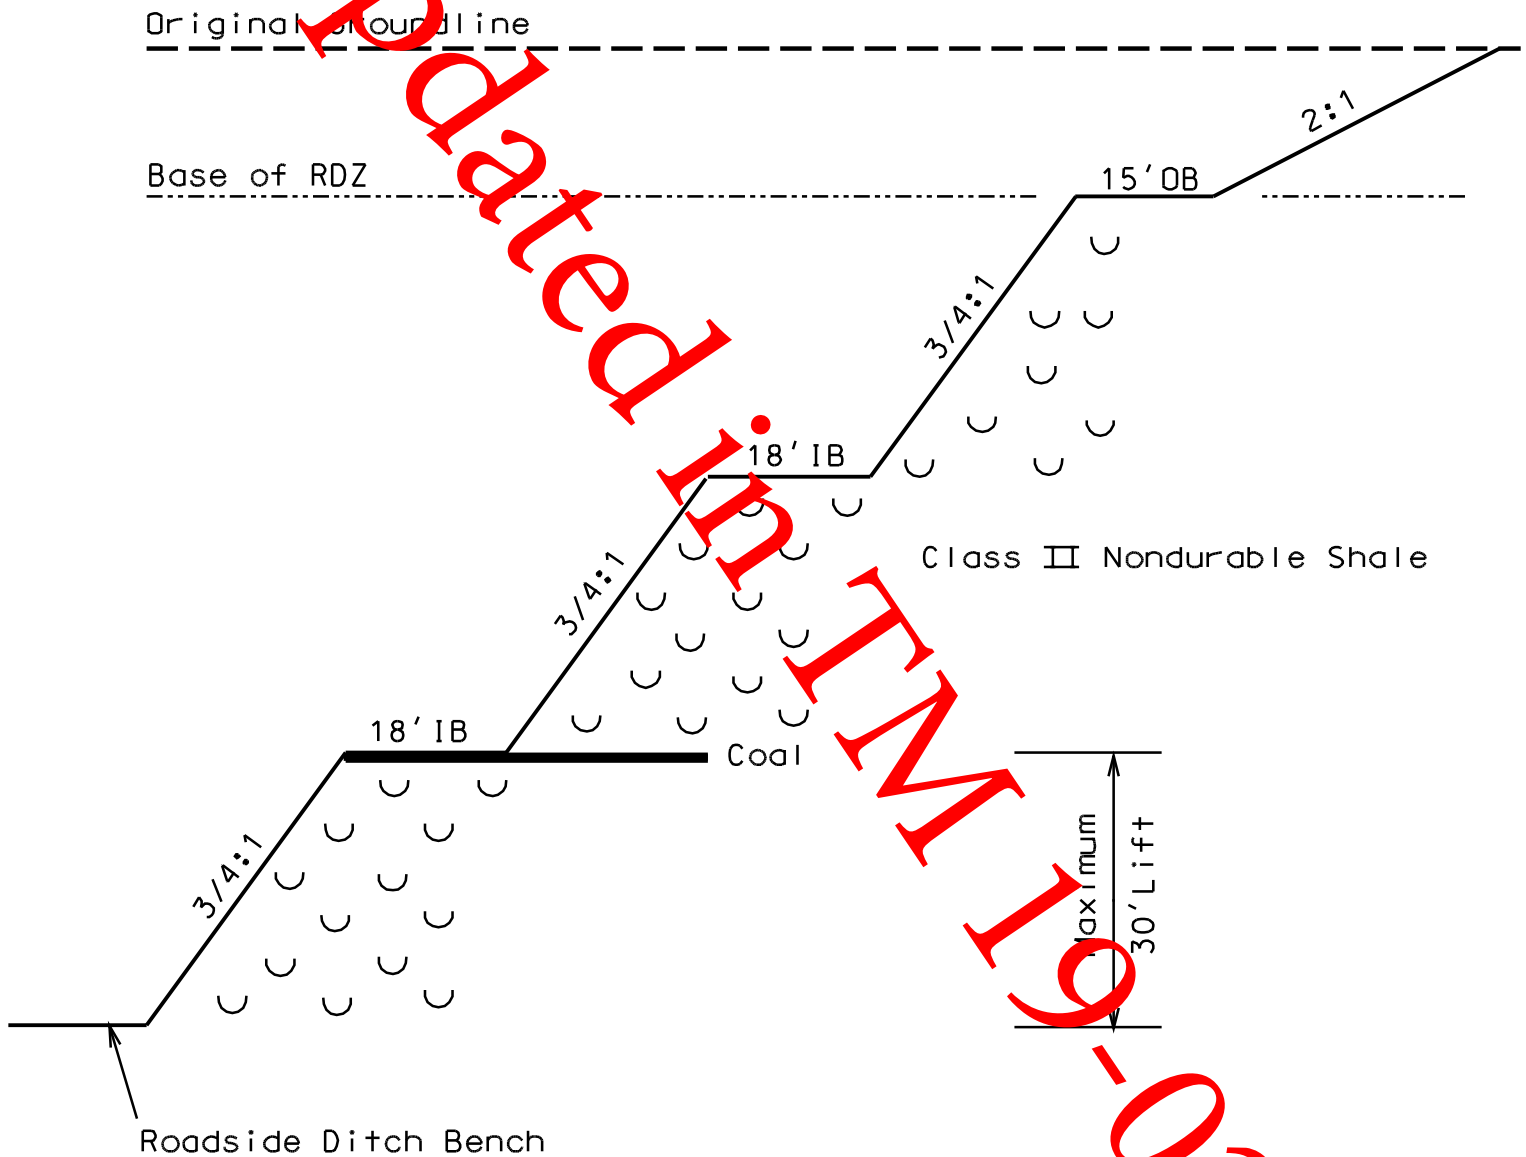 Original Groundline
2:1
Base of RDZ
15' OB
3/4:1
18' IB
Class II Nondurable Shale
3/4:1
18' IB
Coal
3/4:1
Maximum
30' Lift
Roadside Ditch Bench
pdated in TM 19-0